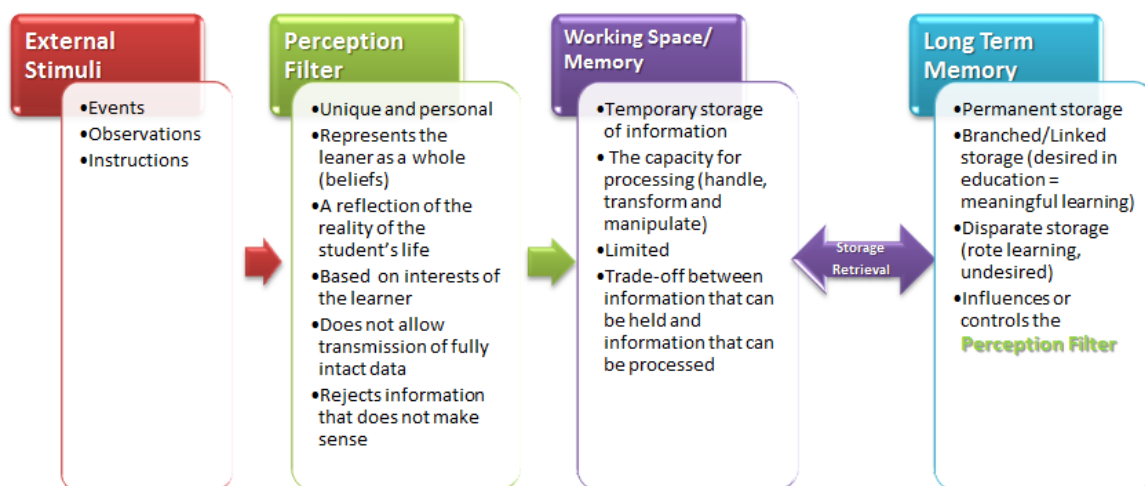 External
Stimuli
•Events
•Observations
•Instructions
Perception
Filter
•Unique and personal
•Represents the
leaner as a whole
(beliefs)
•A reflection of the
reality of the
student's life
•Based on interests of
the learner
•Does not allow
transmission of fully
intact data
•Rejects information
that does not make
sense
Working Space/
Memory
•Temporary storage
of information
• The capacity for
processing (handle,
transform and
manipulate)
•Limited
•Trade-off between
information that can
be held and
information that can
be processed
Storage
Retrieval
Long Term
Memory
•Permanent storage
•Branched/Linked
storage (desired in
education =
meaningful learning)
•Disparate storage
(rote learning,
undesired)
•Influences or
controls the
Perception Filter